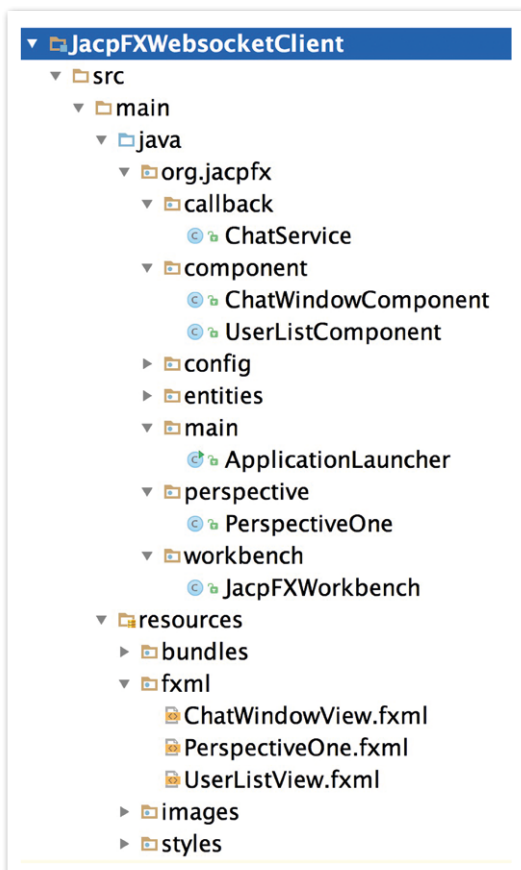 JacpFXWebsocketClient
src
main
java
org.jacpfx
callback
ChatService
component
ChatWindowComponent
UserListComponent
config
entities
main
ApplicationLauncher
perspective
PerspectiveOne
workbench
JacpFXWorkbench
resources
bundles
fxml
ChatWindowView.fxml
PerspectiveOne.fxml
UserListView.fxml
images
styles